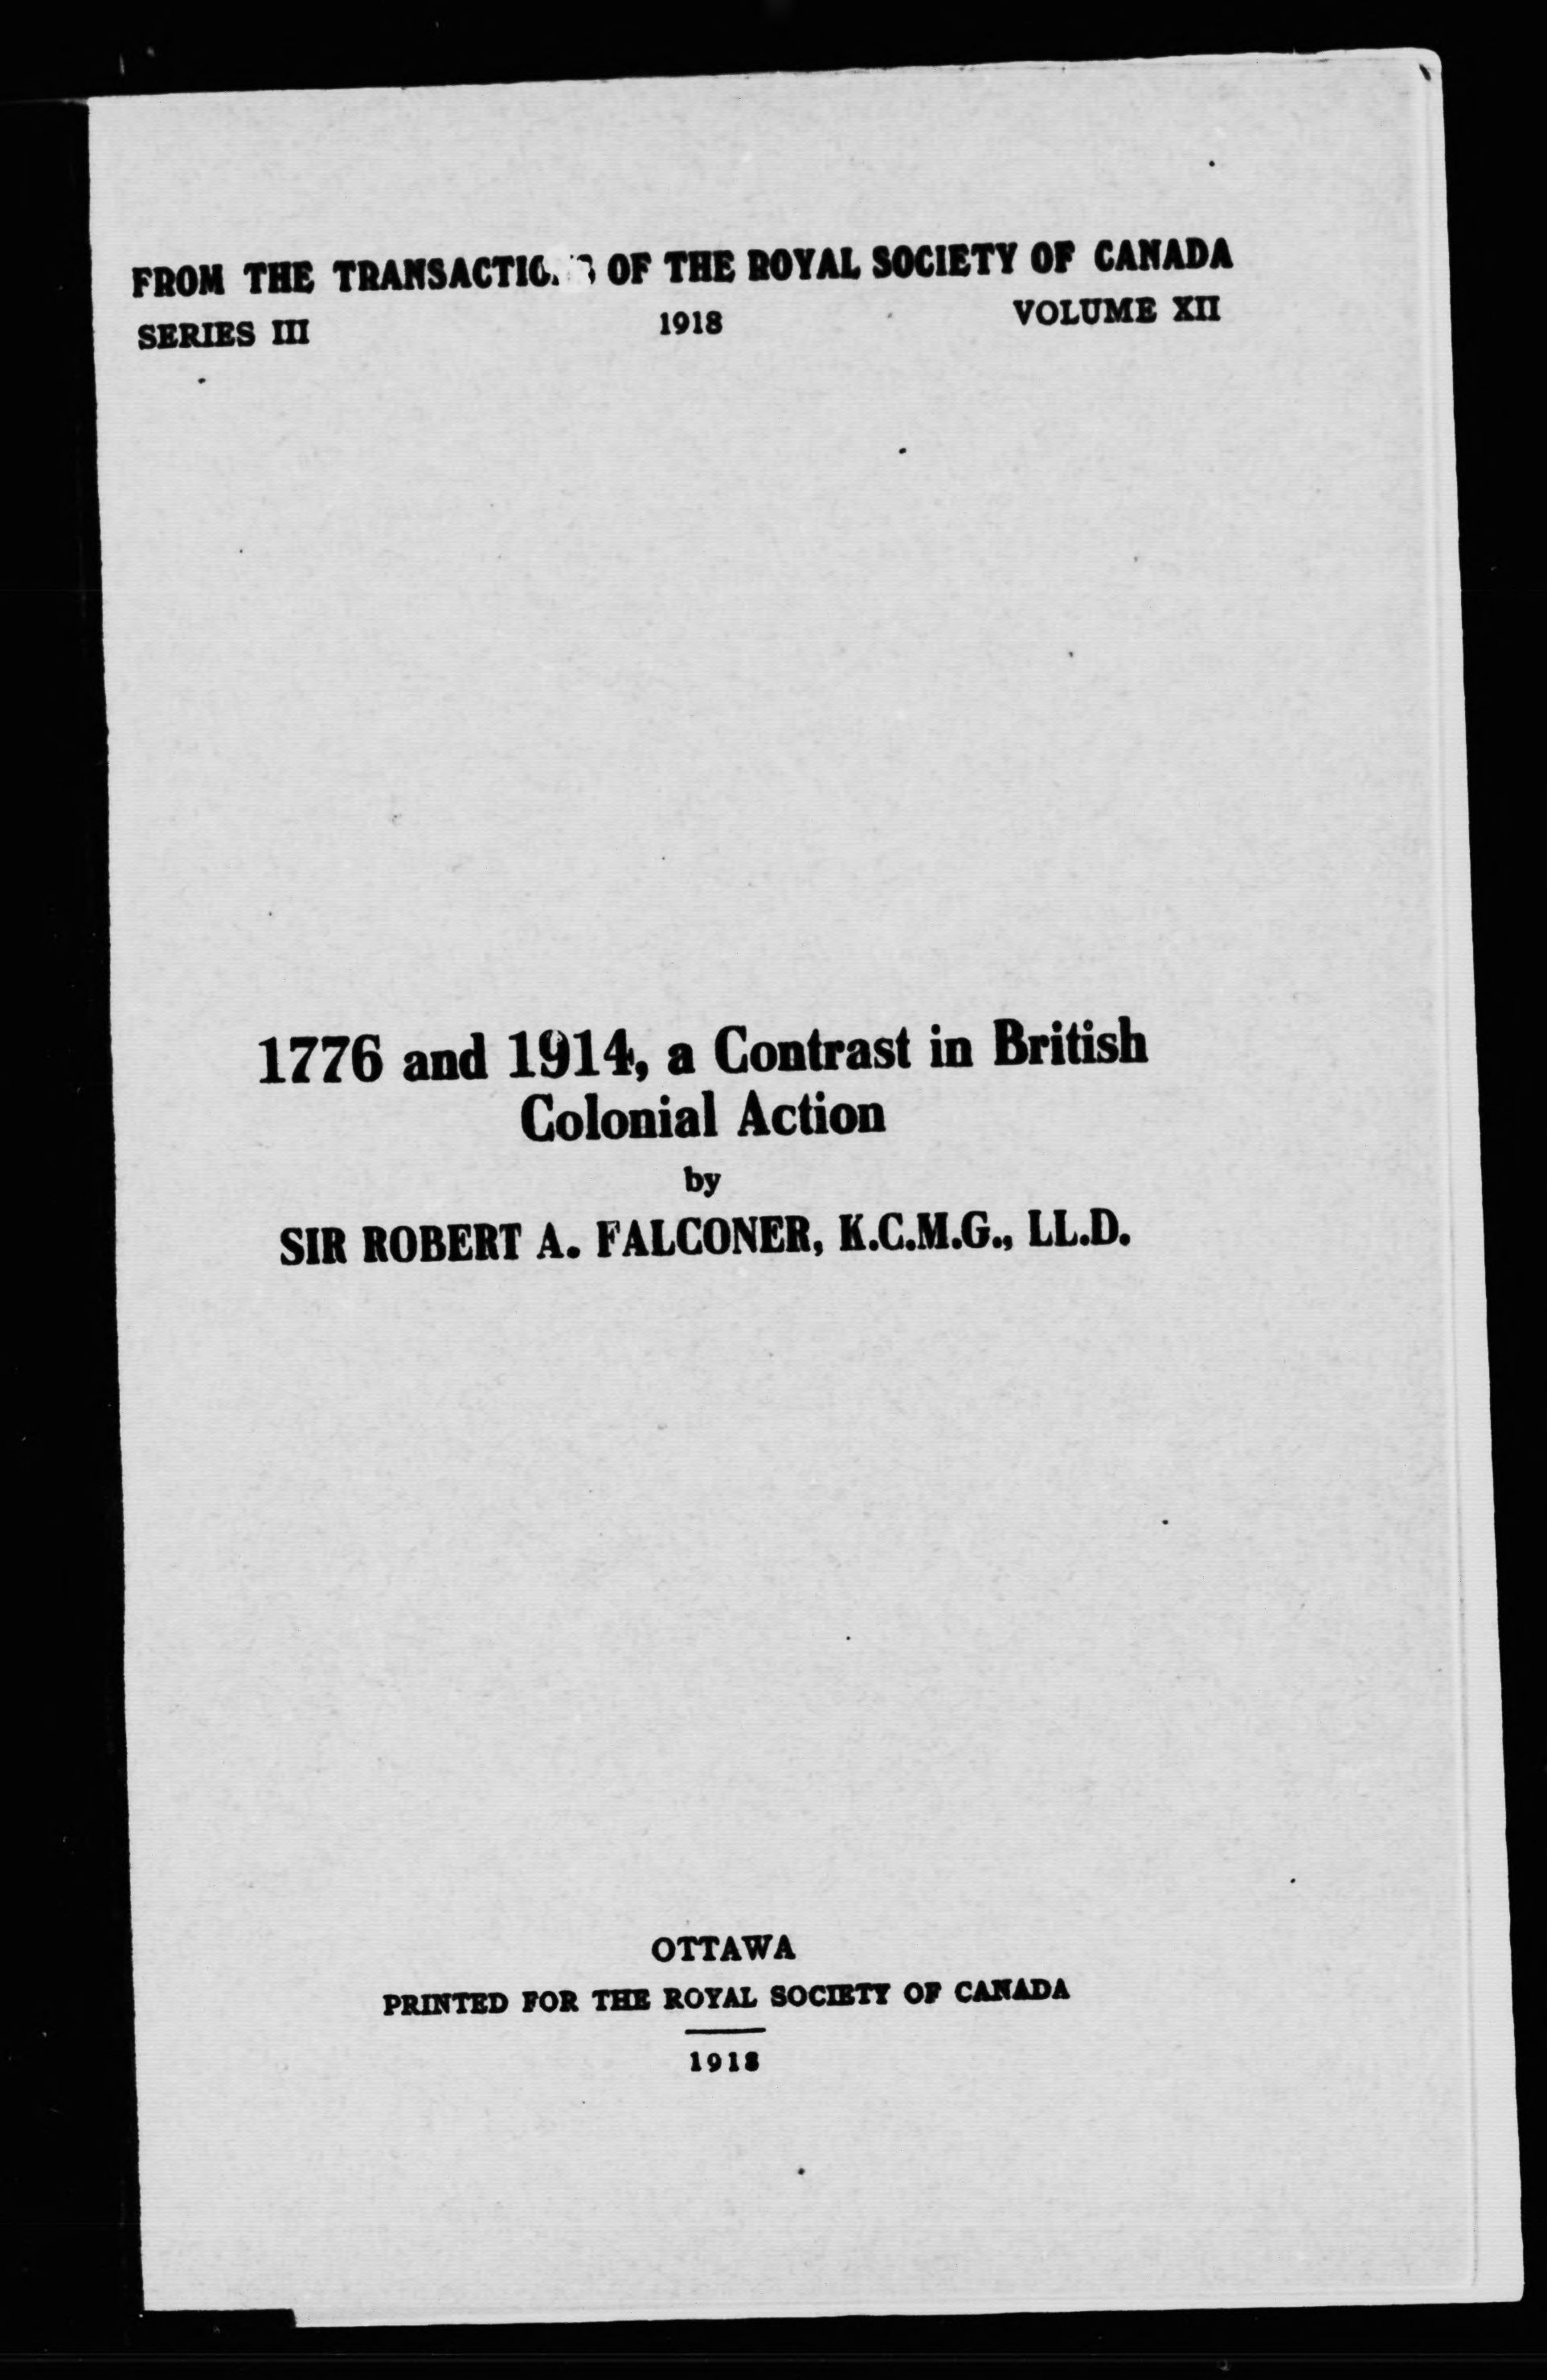 FROM THE TRANSACTIONS OF THE ROYAL SOCIETY OF CANADA
SERIES III 1918 VOLUME XII
1776 and 1914, a Contrast in British
Colonial Action
by
SIR ROBERT A. FALCONER, K.C.M.G., LL.D.
OTTAWA
PRINTED FOR THE ROYAL SOCIETY OF CANADA
1918